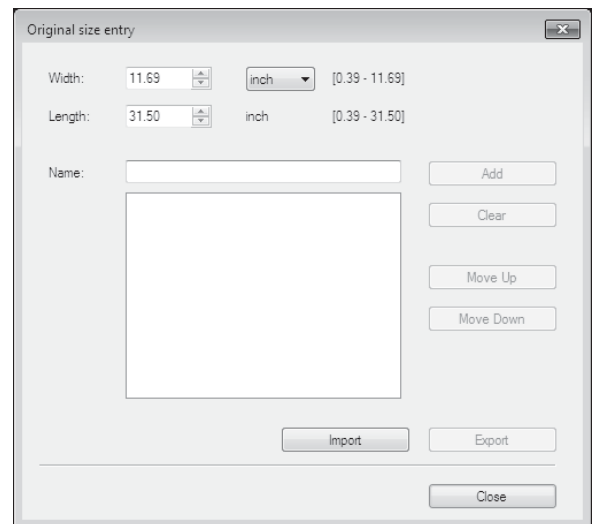 Original size entry
Width: 11.69 inch [0.39 - 11.69]
Length: 31.50 inch [0.39 - 31.50]
Name: Add
Clear
Move Up
Move Down
Import Export
Close